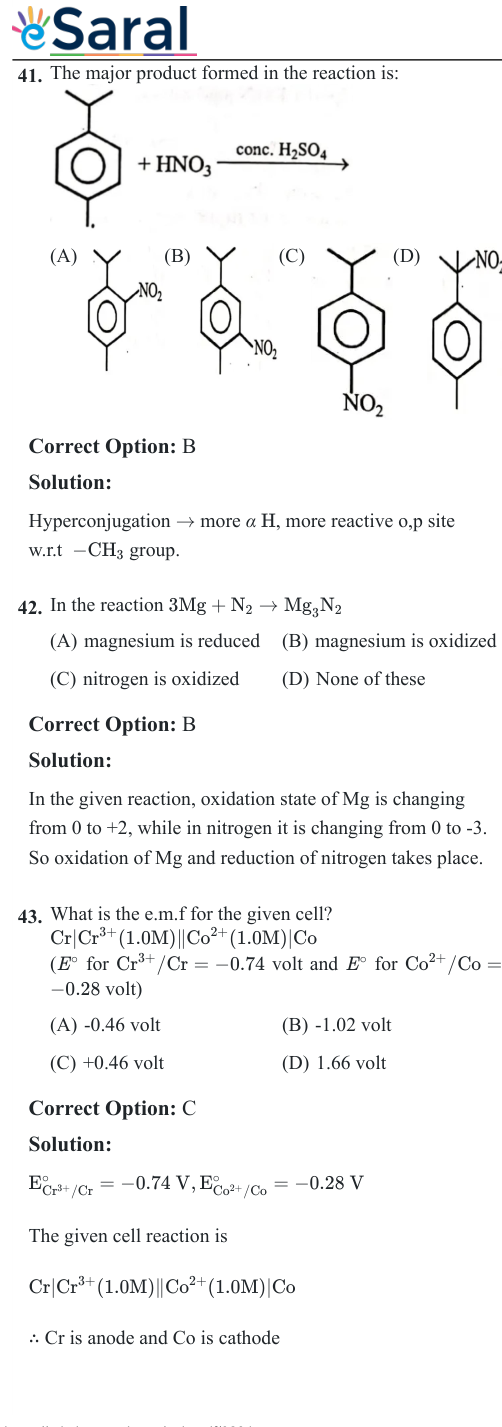 eSaral
41. The major product formed in the reaction is:
+ HNO₃ conc. H₂SO₄
(A) (B) (C) (D)
NO₂
NO₂
NO₂
NO₂
Correct Option: B
Solution:
Hyperconjugation → more α H, more reactive o,p site
w.r.t −CH₃ group.
42. In the reaction 3Mg + N₂ → Mg₃N₂
(A) magnesium is reduced (B) magnesium is oxidized
(C) nitrogen is oxidized (D) None of these
Correct Option: B
Solution:
In the given reaction, oxidation state of Mg is changing
from 0 to +2, while in nitrogen it is changing from 0 to -3.
So oxidation of Mg and reduction of nitrogen takes place.
43. What is the e.m.f for the given cell?
Cr|Cr³⁺(1.0M)||Co²⁺(1.0M)|Co
(E° for Cr³⁺/Cr = −0.74 volt and E° for Co²⁺/Co =
−0.28 volt)
(A) -0.46 volt (B) -1.02 volt
(C) +0.46 volt (D) 1.66 volt
Correct Option: C
Solution:
E°Cr³⁺/Cr = −0.74 V, E°Co²⁺/Co = −0.28 V
The given cell reaction is
Cr|Cr³⁺(1.0M)||Co²⁺(1.0M)|Co
∴ Cr is anode and Co is cathode